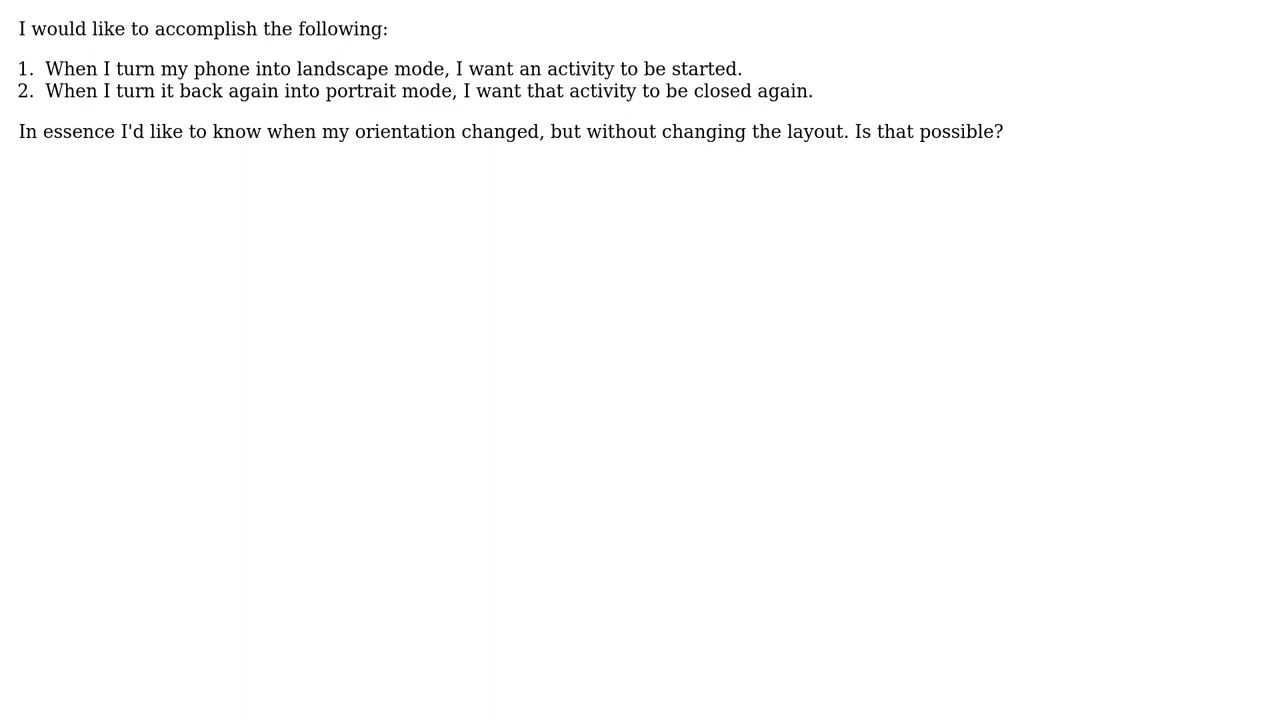 I would like to accomplish the following:
1. When I turn my phone into landscape mode, I want an activity to be started.
2. When I turn it back again into portrait mode, I want that activity to be closed again.
In essence I'd like to know when my orientation changed, but without changing the layout. Is that possible?